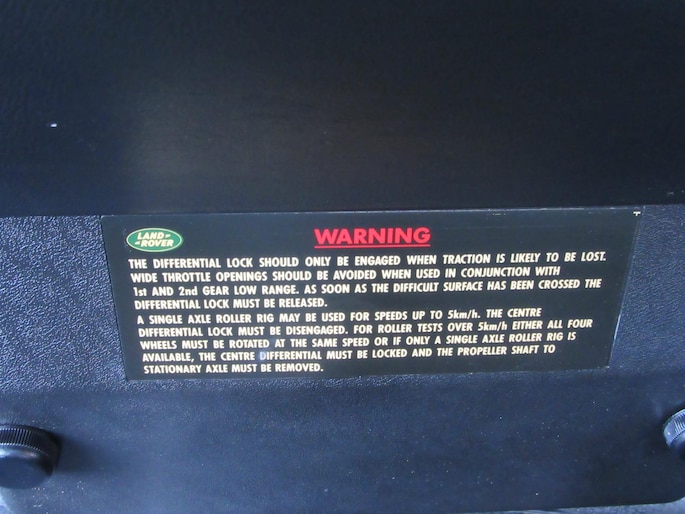 LAND-
-ROVER
WARNING
THE DIFFERENTIAL LOCK SHOULD ONLY BE ENGAGED WHEN TRACTION IS LIKELY TO BE LOST.
WIDE THROTTLE OPENINGS SHOULD BE AVOIDED WHEN USED IN CONJUNCTION WITH
1st AND 2nd GEAR LOW RANGE. AS SOON AS THE DIFFICULT SURFACE HAS BEEN CROSSED THE
DIFFERENTIAL LOCK MUST BE RELEASED.
A SINGLE AXLE ROLLER RIG MAY BE USED FOR SPEEDS UP TO 5km/h. THE CENTRE
DIFFERENTIAL LOCK MUST BE DISENGAGED. FOR ROLLER TESTS OVER 5km/h EITHER ALL FOUR
WHEELS MUST BE ROTATED AT THE SAME SPEED OR IF ONLY A SINGLE AXLE ROLLER RIG IS
AVAILABLE, THE CENTRE DIFFERENTIAL MUST BE LOCKED AND THE PROPELLER SHAFT TO
STATIONARY AXLE MUST BE REMOVED.